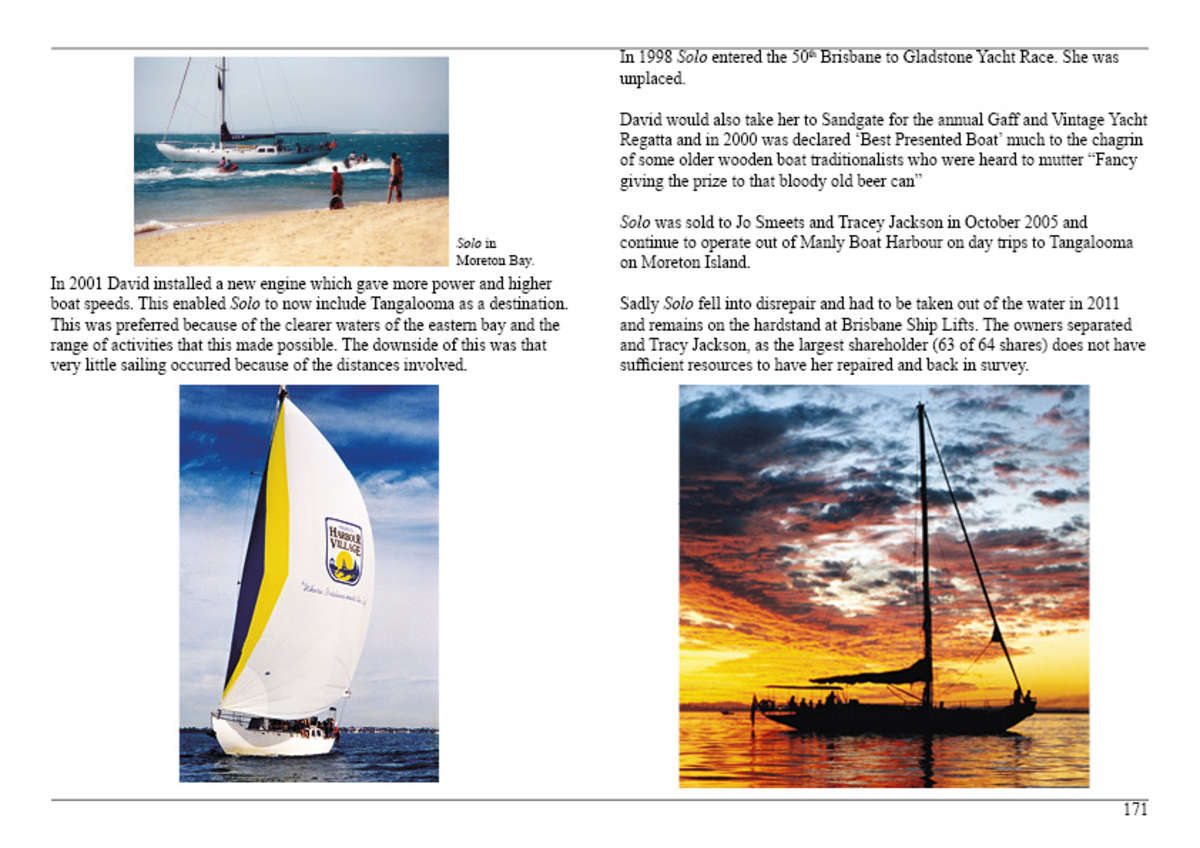 Solo in
Moreton Bay.
In 2001 David installed a new engine which gave more power and higher
boat speeds. This enabled Solo to now include Tangalooma as a destination.
This was preferred because of the clearer waters of the eastern bay and the
range of activities that this made possible. The downside of this was that
very little sailing occurred because of the distances involved.
HARBOUR
VILLAGE
In 1998 Solo entered the 50th Brisbane to Gladstone Yacht Race. She was
unplaced.
David would also take her to Sandgate for the annual Gaff and Vintage Yacht
Regatta and in 2000 was declared ‘Best Presented Boat’ much to the chagrin
of some older wooden boat traditionalists who were heard to mutter “Fancy
giving the prize to that bloody old beer can”
Solo was sold to Jo Smeets and Tracey Jackson in October 2005 and
continue to operate out of Manly Boat Harbour on day trips to Tangalooma
on Moreton Island.
Sadly Solo fell into disrepair and had to be taken out of the water in 2011
and remains on the hardstand at Brisbane Ship Lifts. The owners separated
and Tracy Jackson, as the largest shareholder (63 of 64 shares) does not have
sufficient resources to have her repaired and back in survey.
171